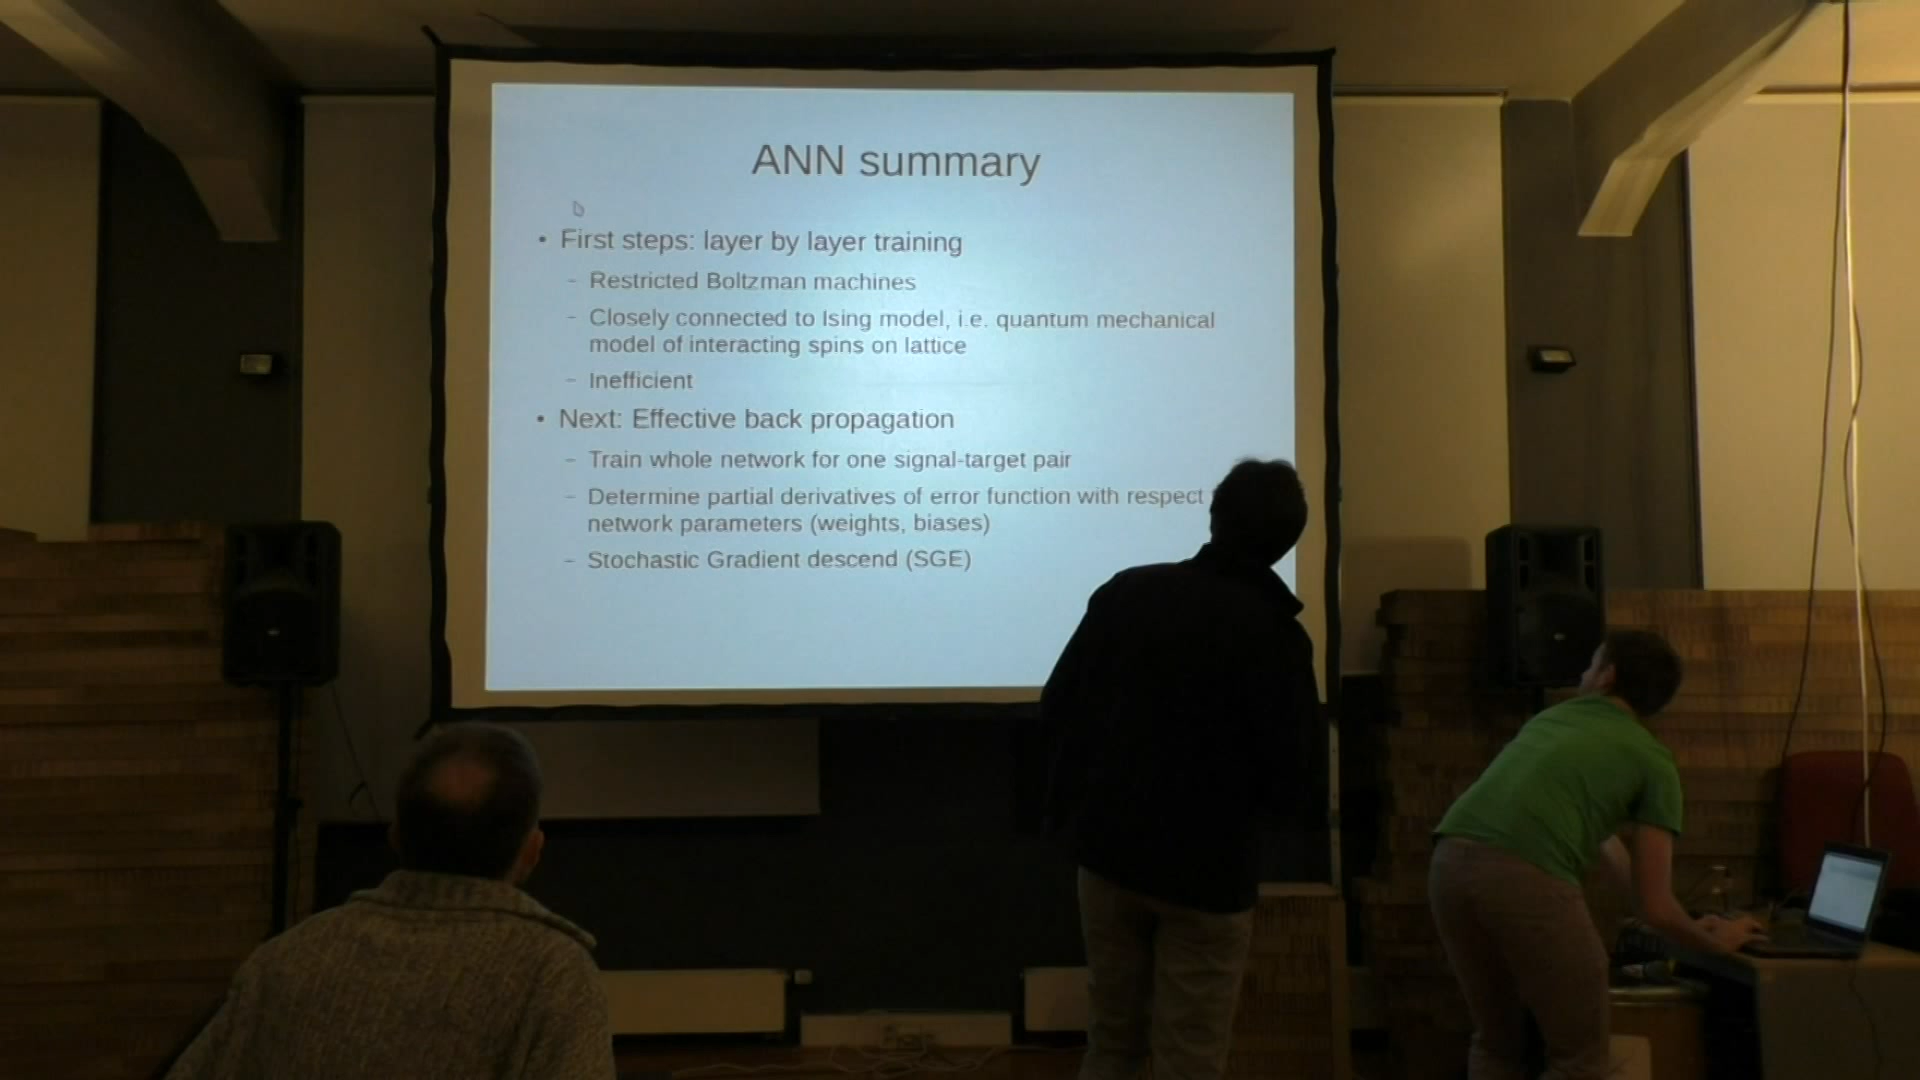 ANN summary
• First steps: layer by layer training
– Restricted Boltzman machines
– Closely connected to Ising model, i.e. quantum mechanical
model of interacting spins on lattice
– Inefficient
• Next: Effective back propagation
– Train whole network for one signal-target pair
– Determine partial derivatives of error function with respect
network parameters (weights, biases)
– Stochastic Gradient descend (SGE)